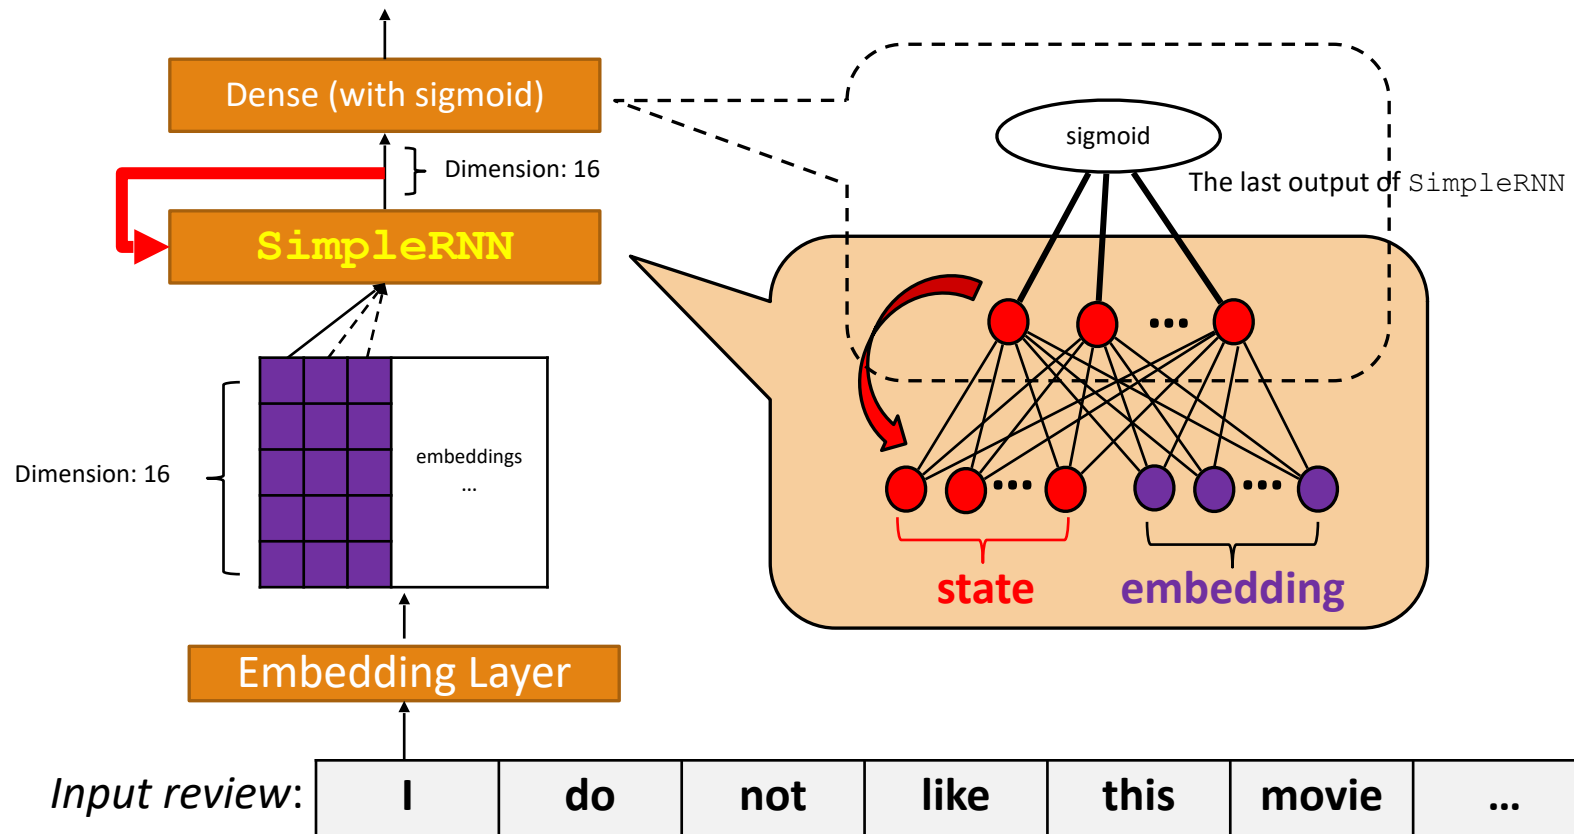 Dense (with sigmoid)
Dimension: 16
SimpleRNN
Dimension: 16
embeddings
...
Embedding Layer
sigmoid
The last output of SimpleRNN
...
... ...
state embedding
Input review: I do not like this movie ...